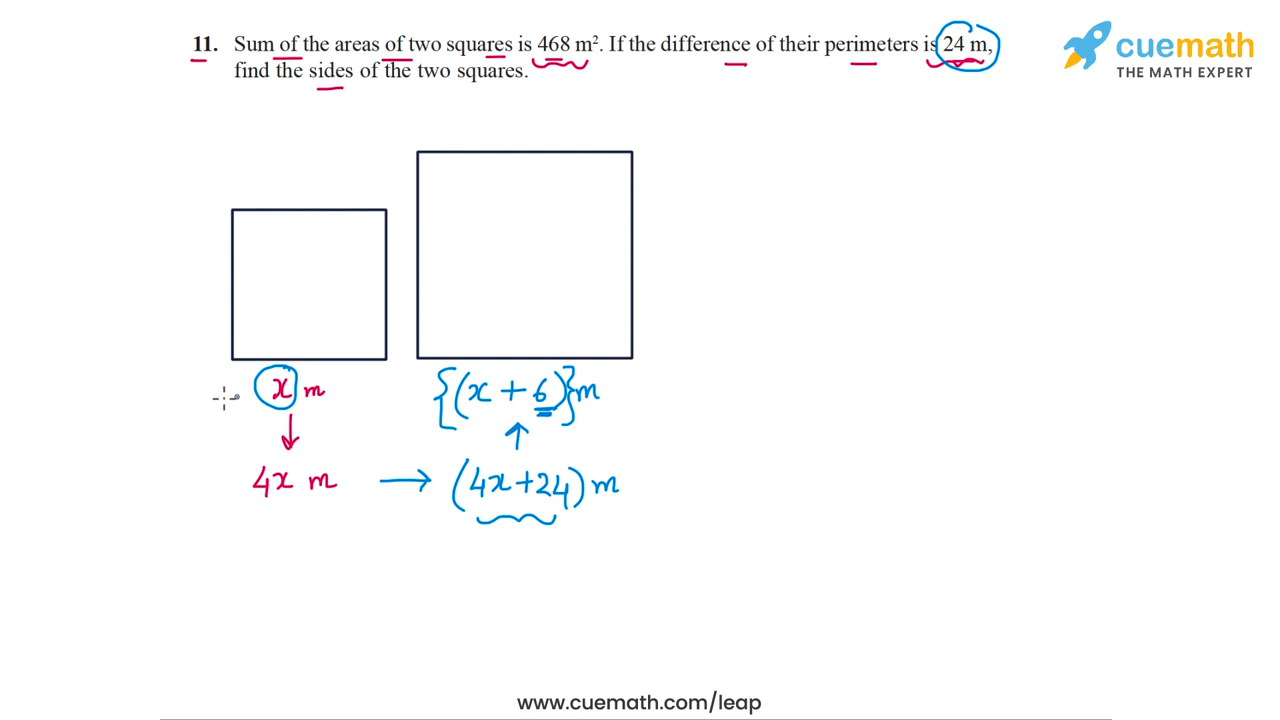 11. Sum of the areas of two squares is 468 m². If the difference of their perimeters is 24 m,
find the sides of the two squares.
cuemath
THE MATH EXPERT
x m
{(x + 6)}m
4x m → (4x+24) m
www.cuemath.com/leap